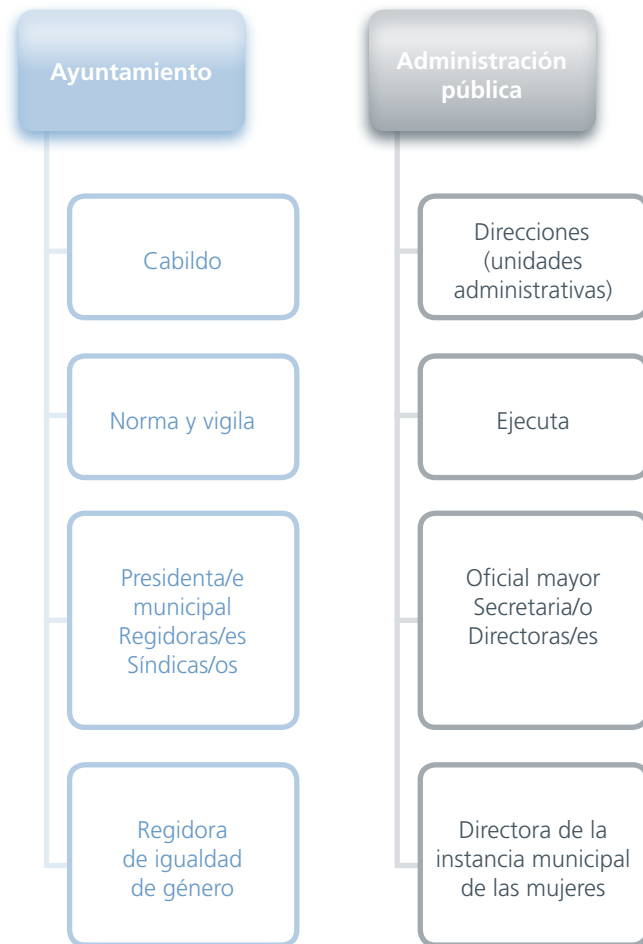 Ayuntamiento
Cabildo
Norma y vigila
Presidenta/e
municipal
Regidoras/es
Síndicas/os
Regidora
de igualdad
de género
Administración
pública
Direcciones
(unidades
administrativas)
Ejecuta
Oficial mayor
Secretaria/o
Directoras/es
Directora de la
instancia municipal
de las mujeres